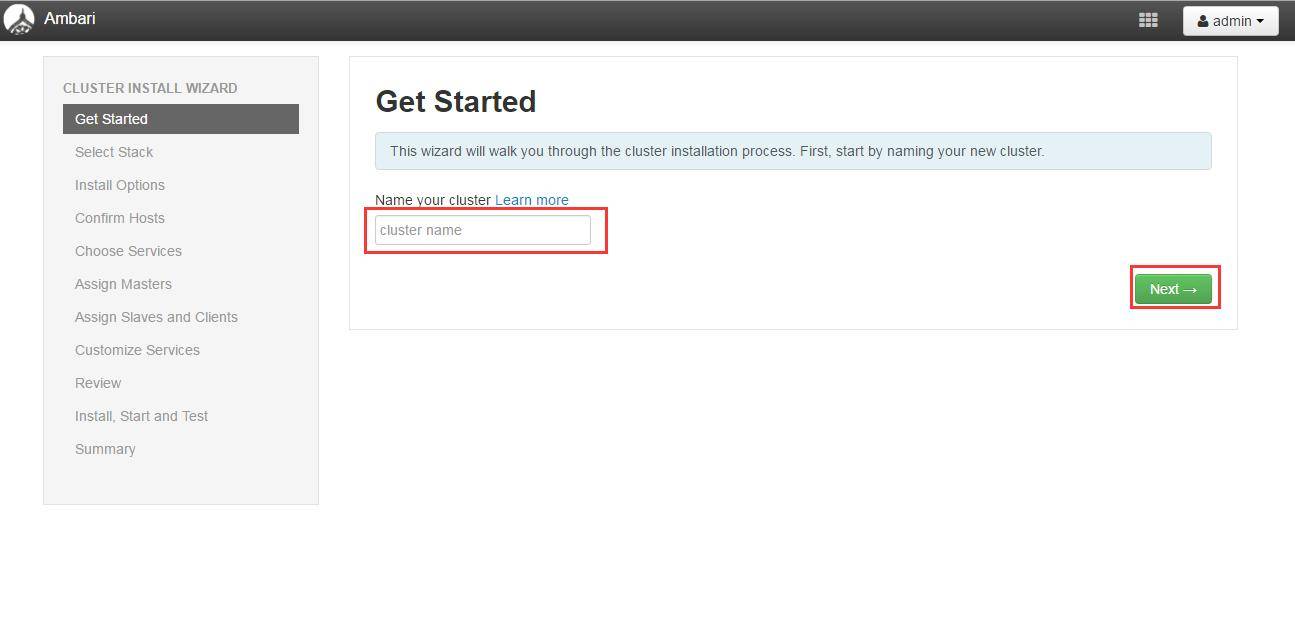 Ambari
admin
CLUSTER INSTALL WIZARD
Get Started
Select Stack
Install Options
Confirm Hosts
Choose Services
Assign Masters
Assign Slaves and Clients
Customize Services
Review
Install, Start and Test
Summary
Get Started
This wizard will walk you through the cluster installation process. First, start by naming your new cluster.
Name your cluster Learn more
cluster name
Next →